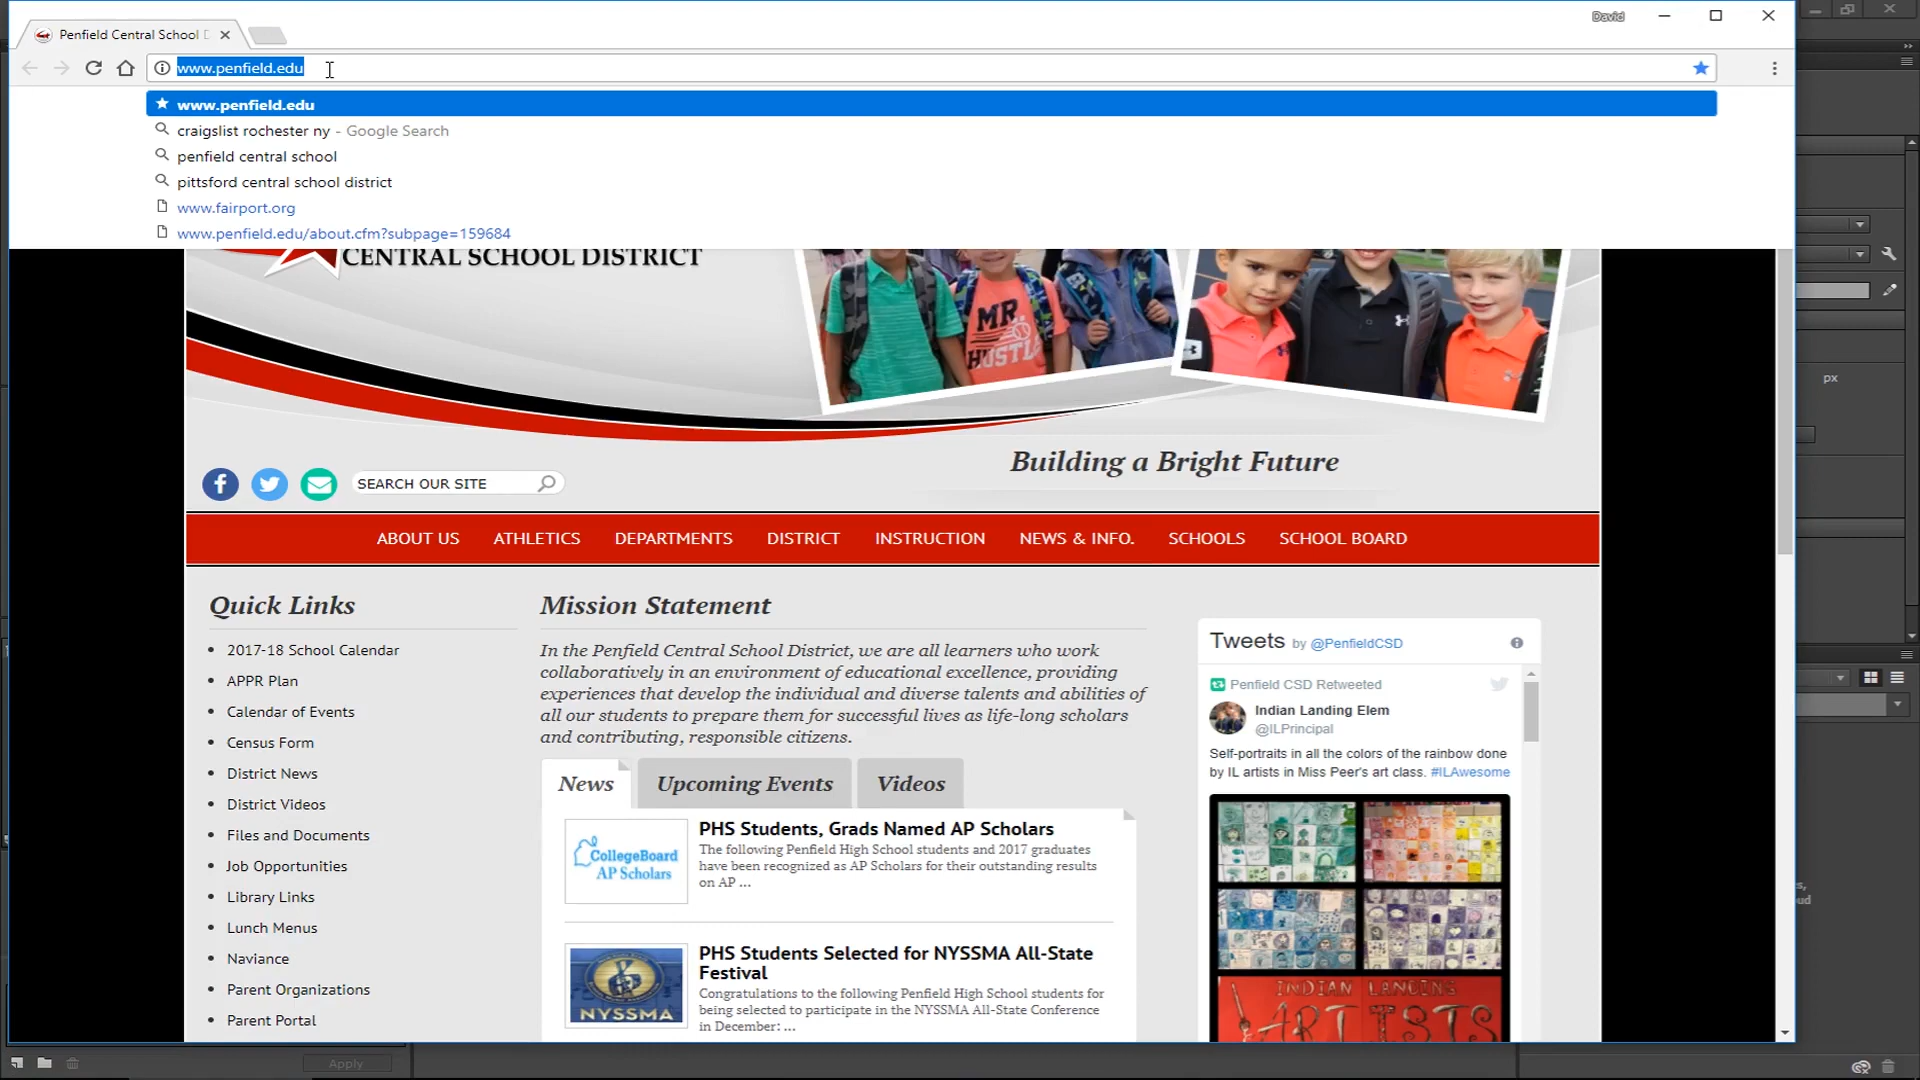 David
Penfield Central School D
www.penfield.edu
www.penfield.edu
craigslist rochester ny - Google Search
penfield central school
pittsford central school district
www.fairport.org
www.penfield.edu/about.cfm?subpage=159684
CENTRAL SCHOOL DISTRICT
MR
HUSTLE
px
Building a Bright Future
SEARCH OUR SITE
ABOUT US ATHLETICS DEPARTMENTS DISTRICT INSTRUCTION NEWS & INFO. SCHOOLS SCHOOL BOARD
Quick Links
2017-18 School Calendar
APPR Plan
Calendar of Events
Census Form
District News
District Videos
Files and Documents
Job Opportunities
Library Links
Lunch Menus
Naviance
Parent Organizations
Parent Portal
Mission Statement
In the Penfield Central School District, we are all learners who work
collaboratively in an environment of educational excellence, providing
experiences that develop the individual and diverse talents and abilities of
all our students to prepare them for successful lives as life-long scholars
and contributing, responsible citizens.
News Upcoming Events Videos
CollegeBoard
AP Scholars
PHS Students, Grads Named AP Scholars
The following Penfield High School students and 2017 graduates
have been recognized as AP Scholars for their outstanding results
on AP ...
NYSSMA
PHS Students Selected for NYSSMA All-State
Festival
Congratulations to the following Penfield High School students for
being selected to participate in the NYSSMA All-State Conference
in December: ...
Tweets by @PenfieldCSD
Penfield CSD Retweeted
Indian Landing Elem
@ILPrincipal
Self-portraits in all the colors of the rainbow done
by IL artists in Miss Peer's art class. #ILAwesome
INDIAN LANDING
ARTISTS
Apply